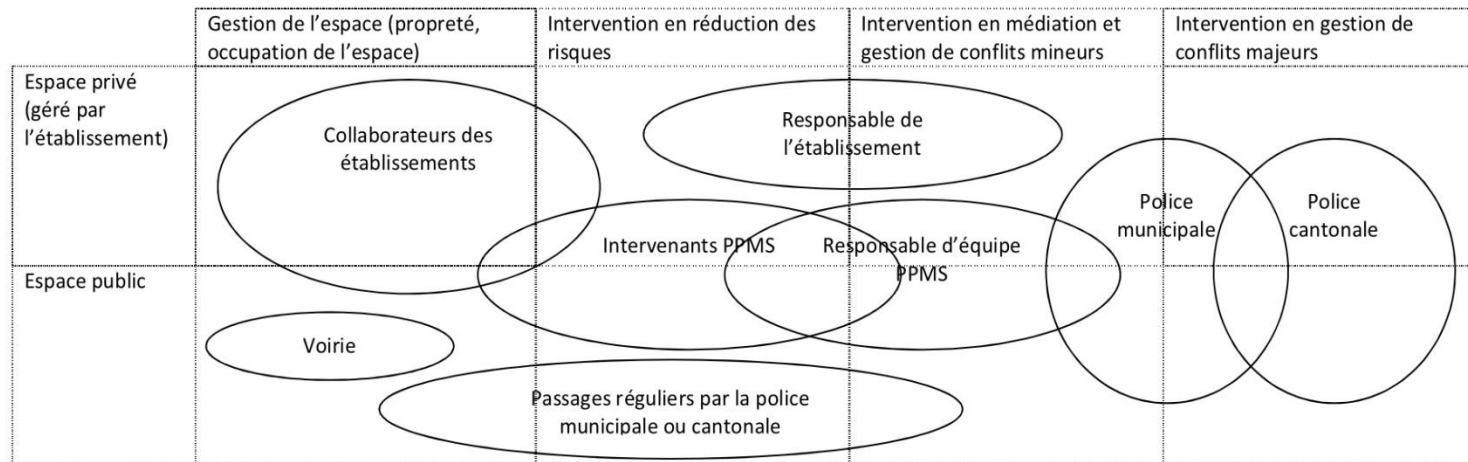 Gestion de l'espace (propreté,
occupation de l'espace)
Intervention en réduction des
risques
Intervention en médiation et
gestion de conflits mineurs
Intervention en gestion de
conflits majeurs
Espace privé
(géré par
l'établissement)
Collaborateurs des
établissements
Responsable de
l'établissement
Police
municipale
Police
cantonale
Intervenants PPMS
Responsable d'équipe
PPMS
Espace public
Voirie
Passages réguliers par la police
municipale ou cantonale